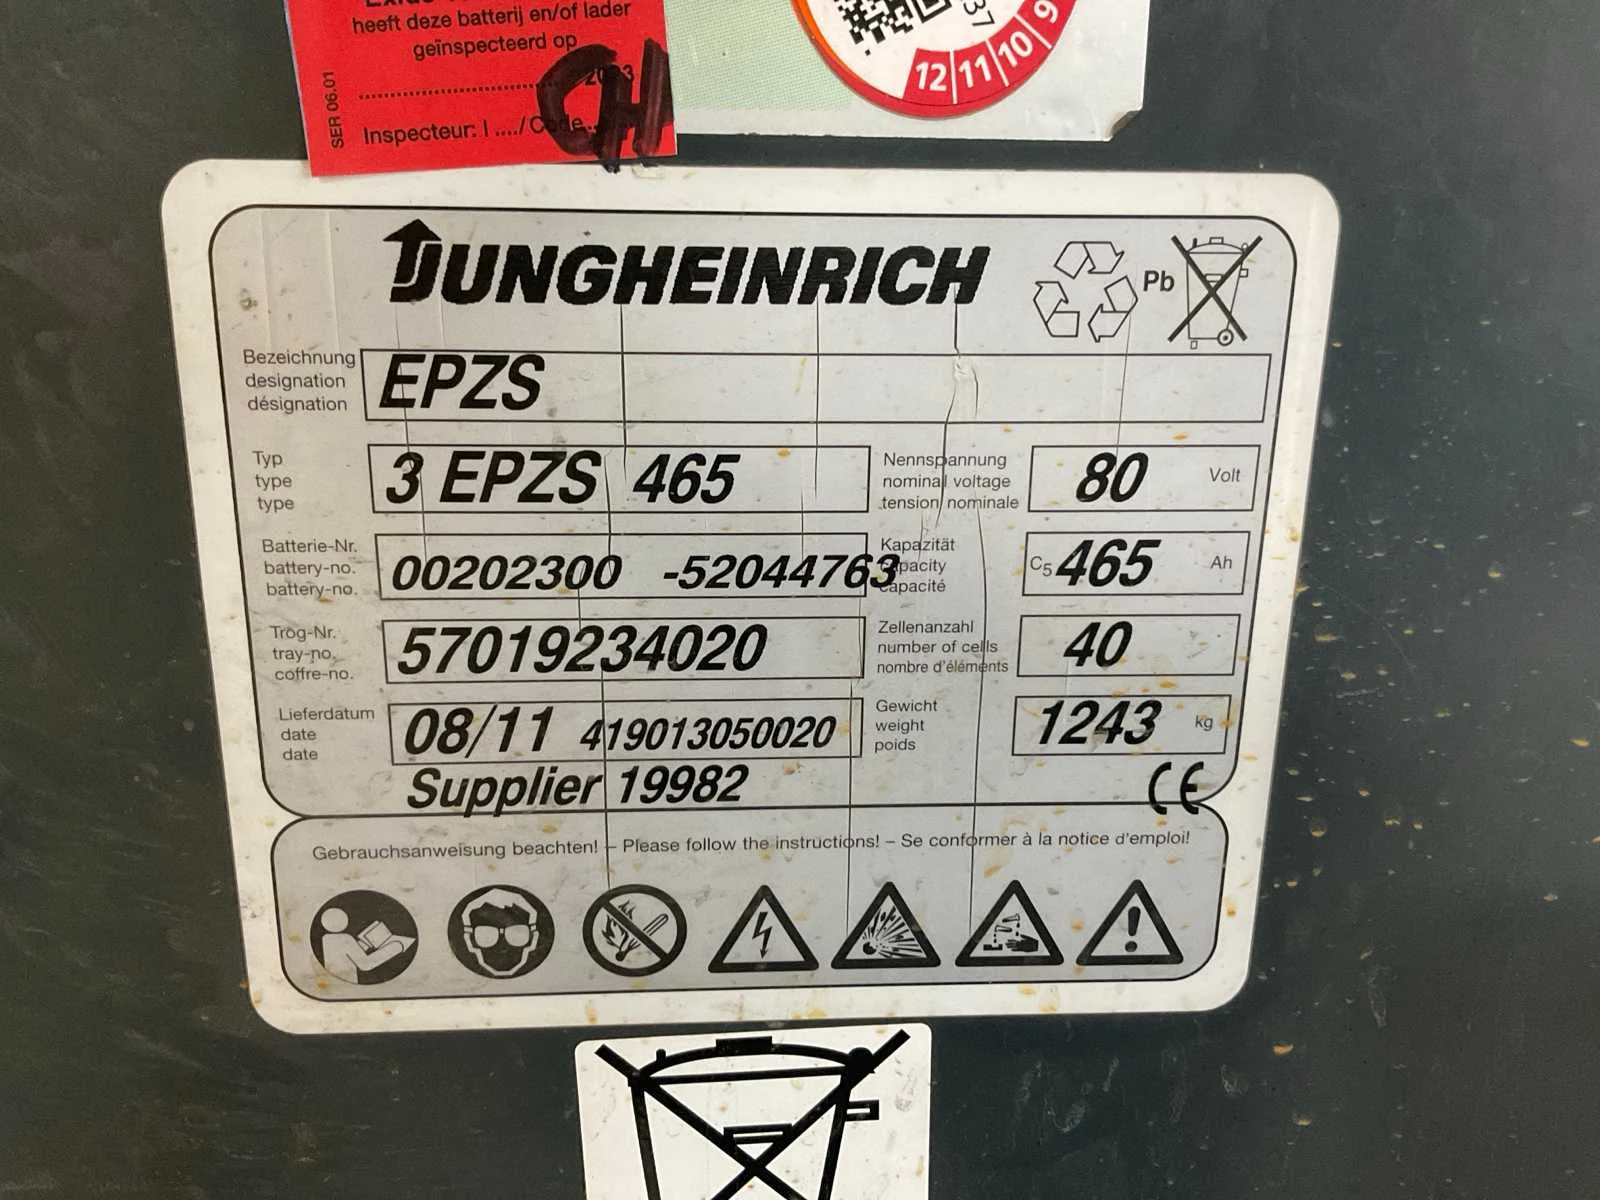 heeft deze batterij en/of lader
geïnspecteerd op
Inspecteur: I ..../Code..
SER 06.01
CH
37
12 11 10 9
JUNGHEINRICH
Pb
Bezeichnung
designation
désignation
EPZS
Typ
type
type
3 EPZS 465
Nennspannung
nominal voltage
tension nominale
80 Volt
Batterie-Nr.
battery-no.
battery-no.
00202300 -52044763
Kapazität
capacity
capacité
C5 465 Ah
Trog-Nr.
tray-no.
coffre-no.
57019234020
Zellenanzahl
number of cells
nombre d'éléments
40
Lieferdatum
date
date
08/11 419013050020
Gewicht
weight
poids
1243 kg
Supplier 19982
CE
Gebrauchsanweisung beachten! – Please follow the instructions! – Se conformer à la notice d'emploi!